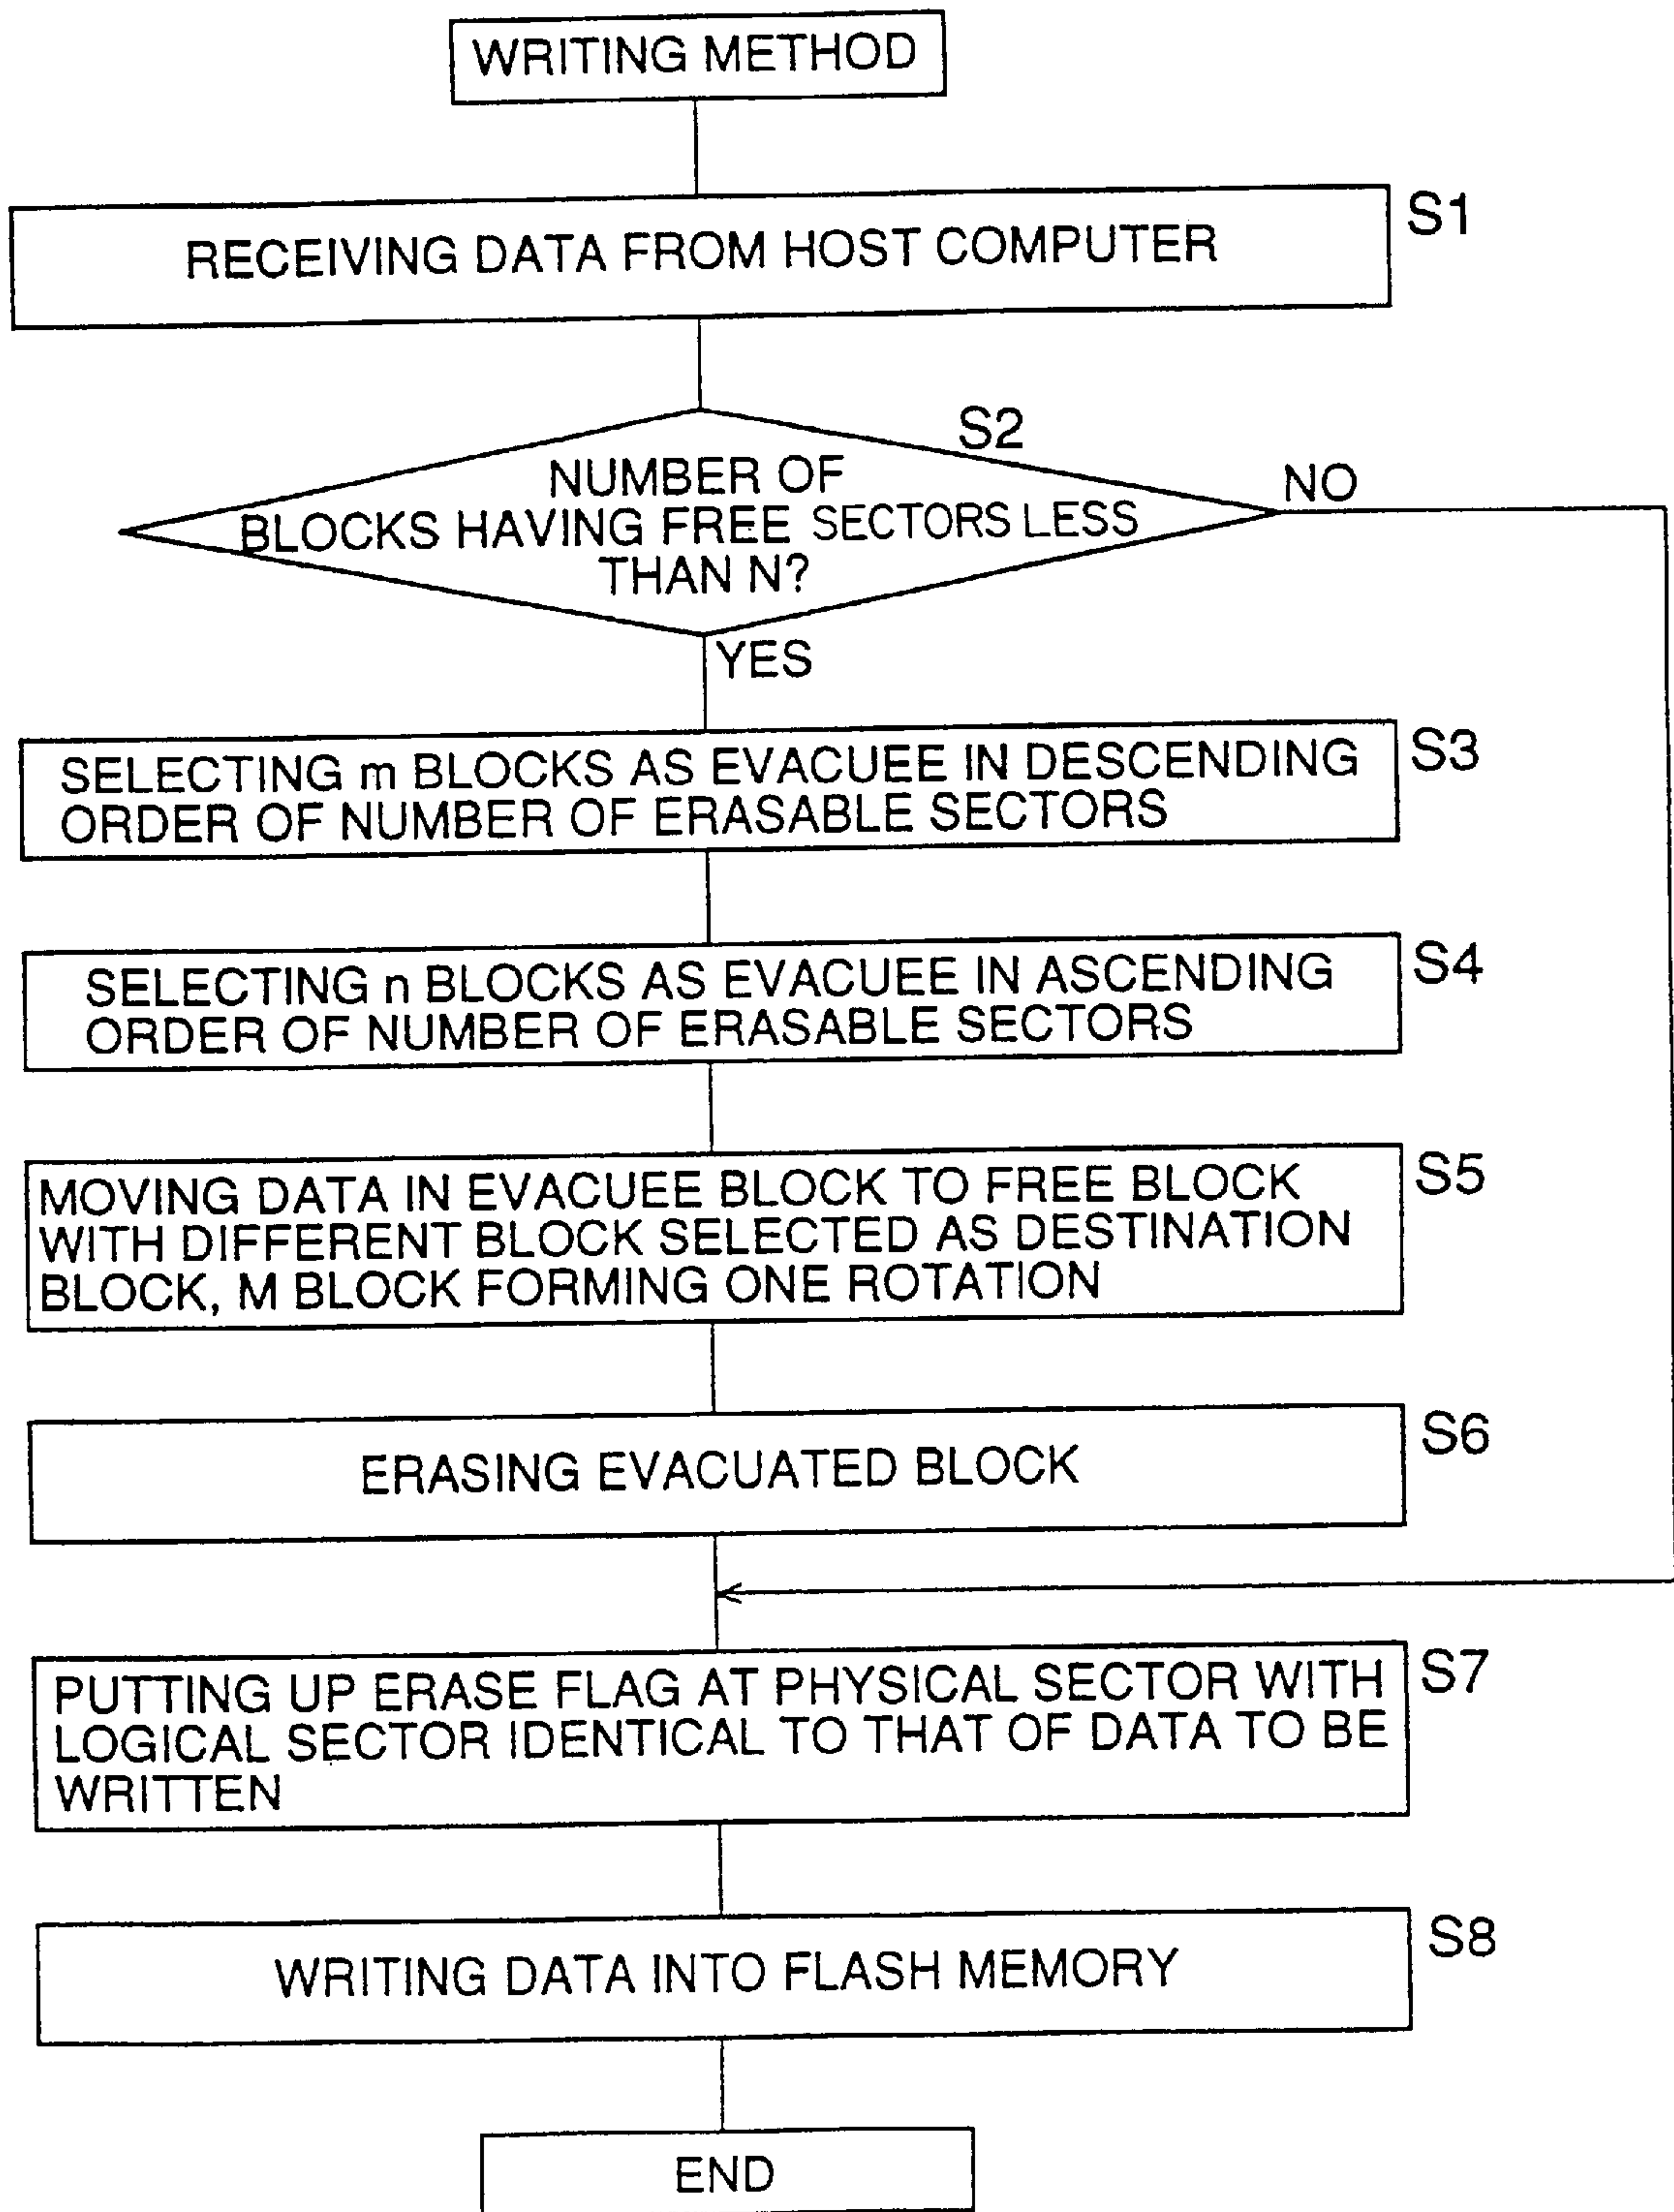 WRITING METHOD
S1
RECEIVING DATA FROM HOST COMPUTER
S2
NUMBER OF
BLOCKS HAVING FREE SECTORS LESS
THAN N?
NO
YES
S3
SELECTING m BLOCKS AS EVACUEE IN DESCENDING
ORDER OF NUMBER OF ERASABLE SECTORS
S4
SELECTING n BLOCKS AS EVACUEE IN ASCENDING
ORDER OF NUMBER OF ERASABLE SECTORS
S5
MOVING DATA IN EVACUEE BLOCK TO FREE BLOCK
WITH DIFFERENT BLOCK SELECTED AS DESTINATION
BLOCK, M BLOCK FORMING ONE ROTATION
S6
ERASING EVACUATED BLOCK
S7
PUTTING UP ERASE FLAG AT PHYSICAL SECTOR WITH
LOGICAL SECTOR IDENTICAL TO THAT OF DATA TO BE
WRITTEN
S8
WRITING DATA INTO FLASH MEMORY
END